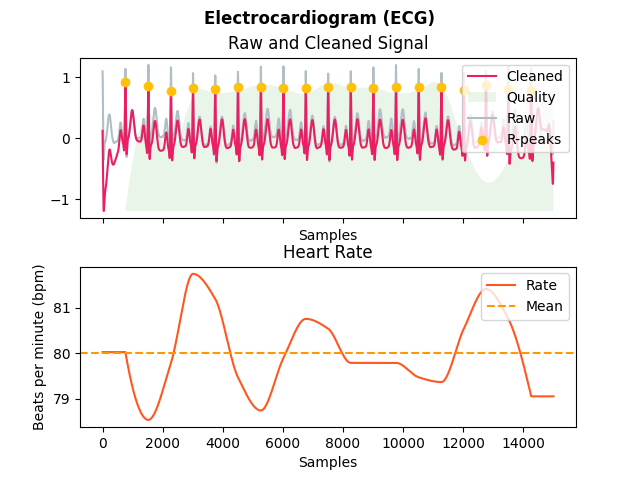 Electrocardiogram (ECG)
Raw and Cleaned Signal
1
0
−1
Cleaned
Quality
Raw
R-peaks
Samples
Heart Rate
Beats per minute (bpm)
81
80
79
Rate
Mean
0 2000 4000 6000 8000 10000 12000 14000
Samples